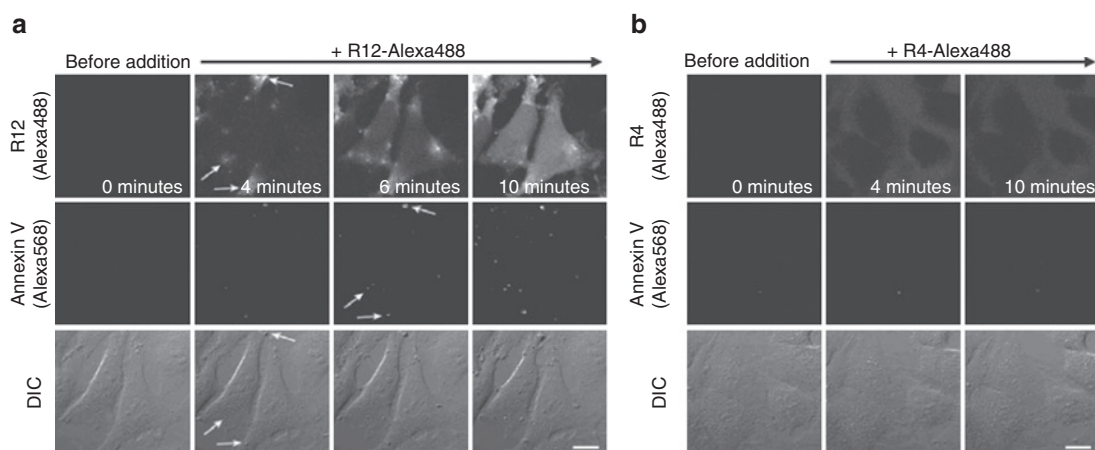 a
Before addition
+ R12-Alexa488
R12
(Alexa488)
0 minutes
4 minutes
6 minutes
10 minutes
Annexin V
(Alexa568)
DIC
b
Before addition
+ R4-Alexa488
R4
(Alexa488)
0 minutes
4 minutes
10 minutes
Annexin V
(Alexa568)
DIC